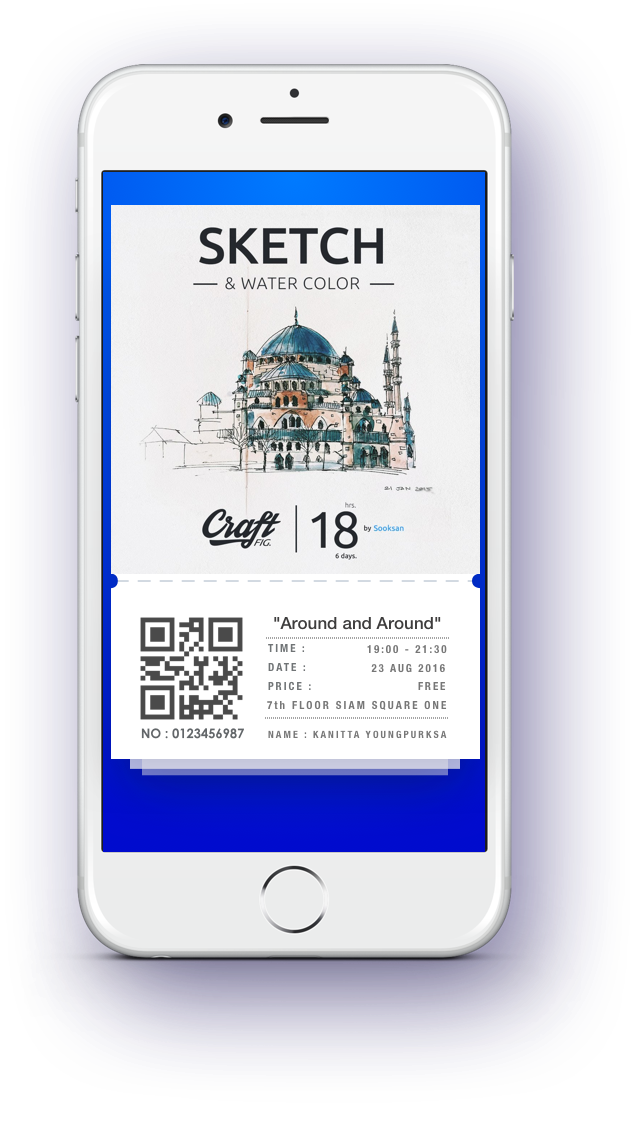 SKETCH
& WATER COLOR
Craft
FIG.
hrs.
18
by Sooksan
6 days.
"Around and Around"
TIME : 19:00 - 21:30
DATE : 23 AUG 2016
PRICE : FREE
7th FLOOR SIAM SQUARE ONE
NO : 0123456987
NAME : KANITTA YOUNGPURKSA